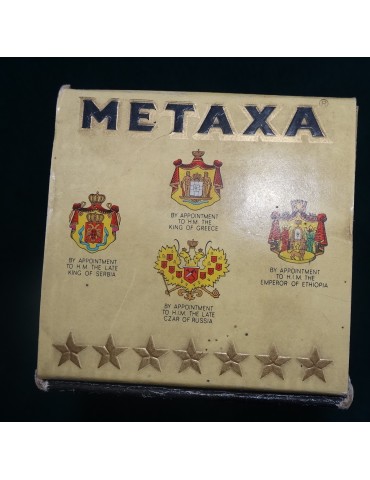 METAXA®
BY APPOINTMENT
TO H.M. THE
KING OF GREECE
BY APPOINTMENT
TO H.M. THE LATE
KING OF SERBIA
BY APPOINTMENT
TO H.I.M. THE
EMPEROR OF ETHIOPIA
BY APPOINTMENT
TO H.I.M. THE LATE
CZAR OF RUSSIA